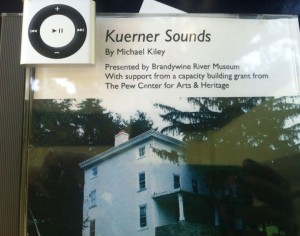 Kuerner Sounds
By Michael Kiley
Presented by Brandywine River Museum
With support from a capacity building grant from
The Pew Center for Arts & Heritage